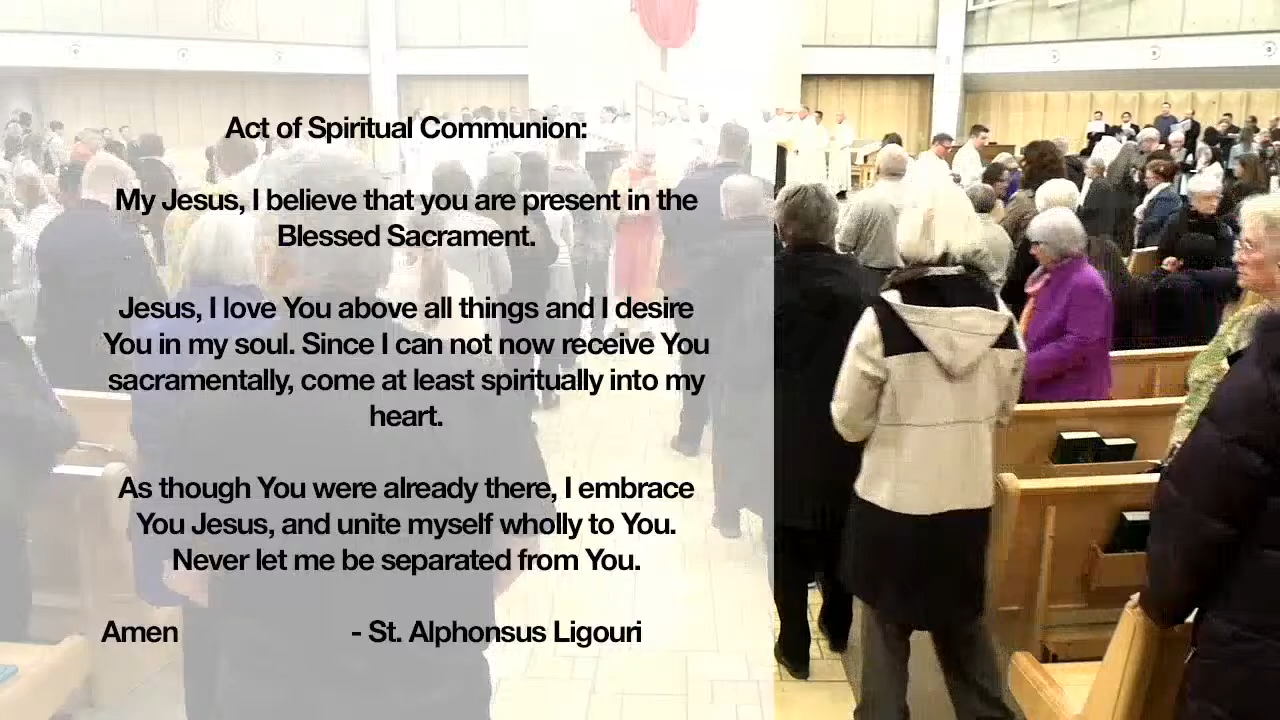 Act of Spiritual Communion:
My Jesus, I believe that you are present in the
Blessed Sacrament.
Jesus, I love You above all things and I desire
You in my soul. Since I can not now receive You
sacramentally, come at least spiritually into my
heart.
As though You were already there, I embrace
You Jesus, and unite myself wholly to You.
Never let me be separated from You.
Amen - St. Alphonsus Ligouri